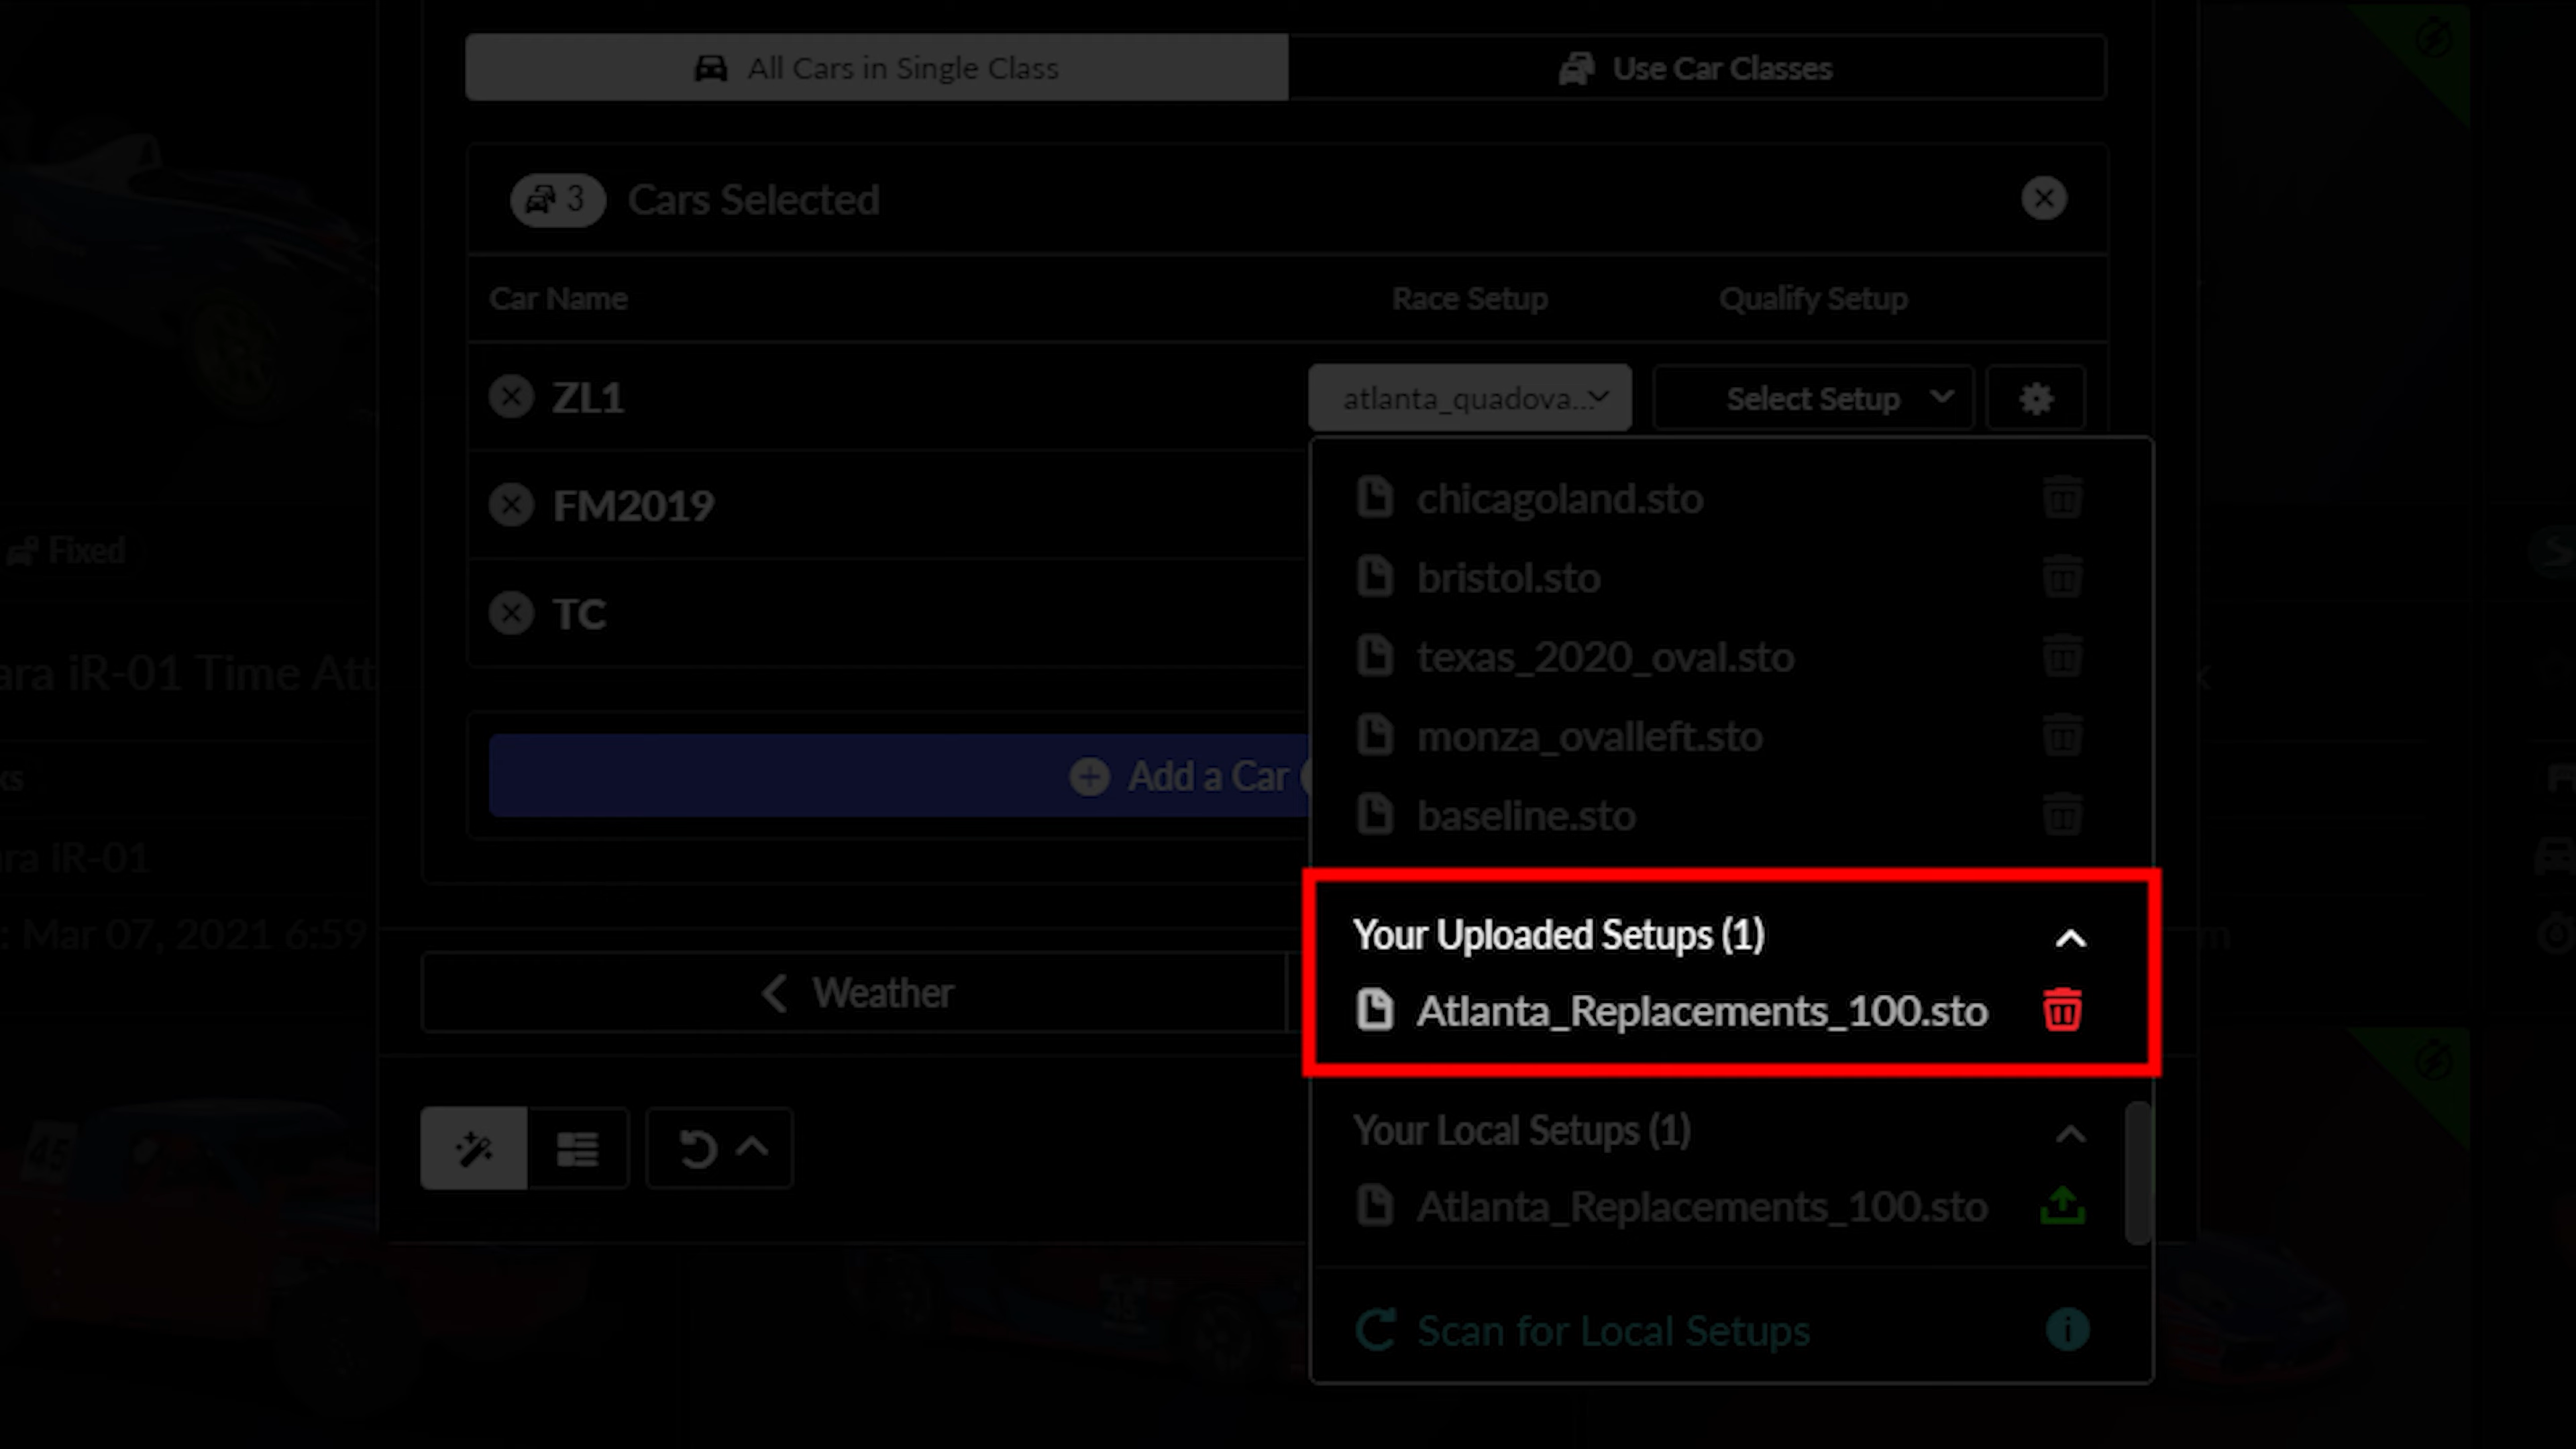 All Cars in Single Class
Use Car Classes
3 Cars Selected
Car Name
Race Setup
Qualify Setup
ZL1
atlanta_quadova...
Select Setup
FM2019
TC
chicagoland.sto
bristol.sto
texas_2020_oval.sto
monza_ovalleft.sto
baseline.sto
Fixed
ara iR-01 Time Att
Add a Car
ks
ara iR-01
: Mar 07, 2021 6:59
m
Your Uploaded Setups (1)
Atlanta_Replacements_100.sto
Weather
Your Local Setups (1)
Atlanta_Replacements_100.sto
Scan for Local Setups
45